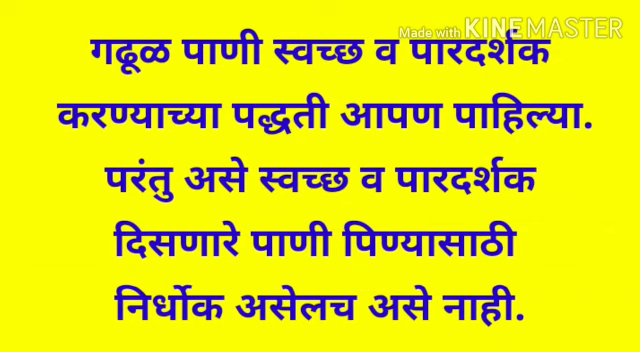 Made with KINEMASTER
गढूळ पाणी स्वच्छ व पारदर्शक
करण्याच्या पद्धती आपण पाहिल्या.
परंतु असे स्वच्छ व पारदर्शक
दिसणारे पाणी पिण्यासाठी
निर्धोक असेलच असे नाही.